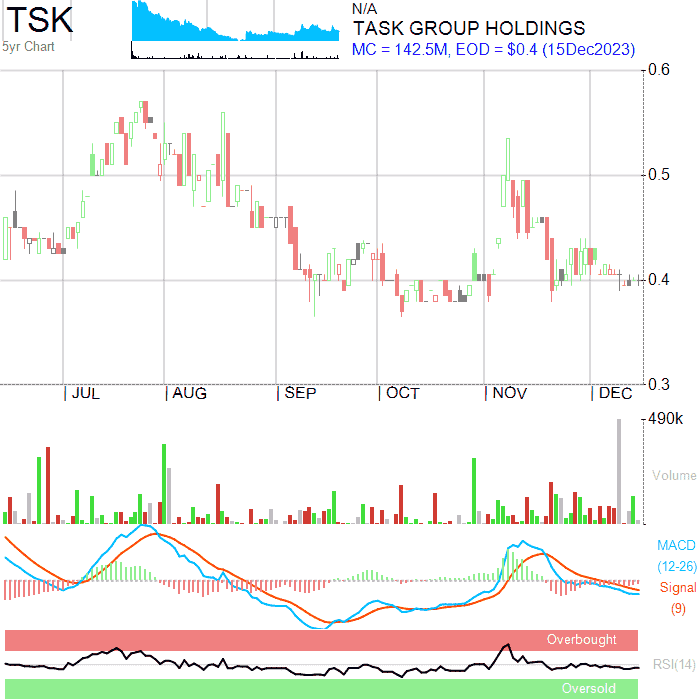 TSK
5yr Chart
N/A
TASK GROUP HOLDINGS
MC = 142.5M, EOD = $0.4 (15Dec2023)
0.6
0.5
0.4
0.3
JUL AUG SEP OCT NOV DEC
490k
Volume
MACD
(12-26)
Signal
(9)
Overbought
RSI(14)
Oversold